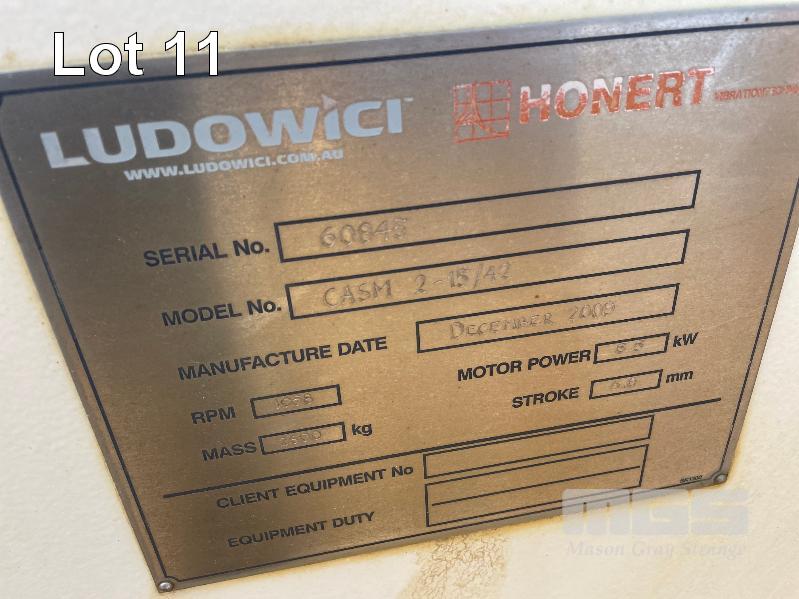 Lot 11
LUDOWICI HONERT
WWW.LUDOWICI.COM.AU
SERIAL No. 60845
MODEL No. CASM 2-15/42
MANUFACTURE DATE DECEMBER 2009
MOTOR POWER kW
RPM STROKE mm
MASS kg
CLIENT EQUIPMENT No
EQUIPMENT DUTY
MGS
Mason Gray Strange